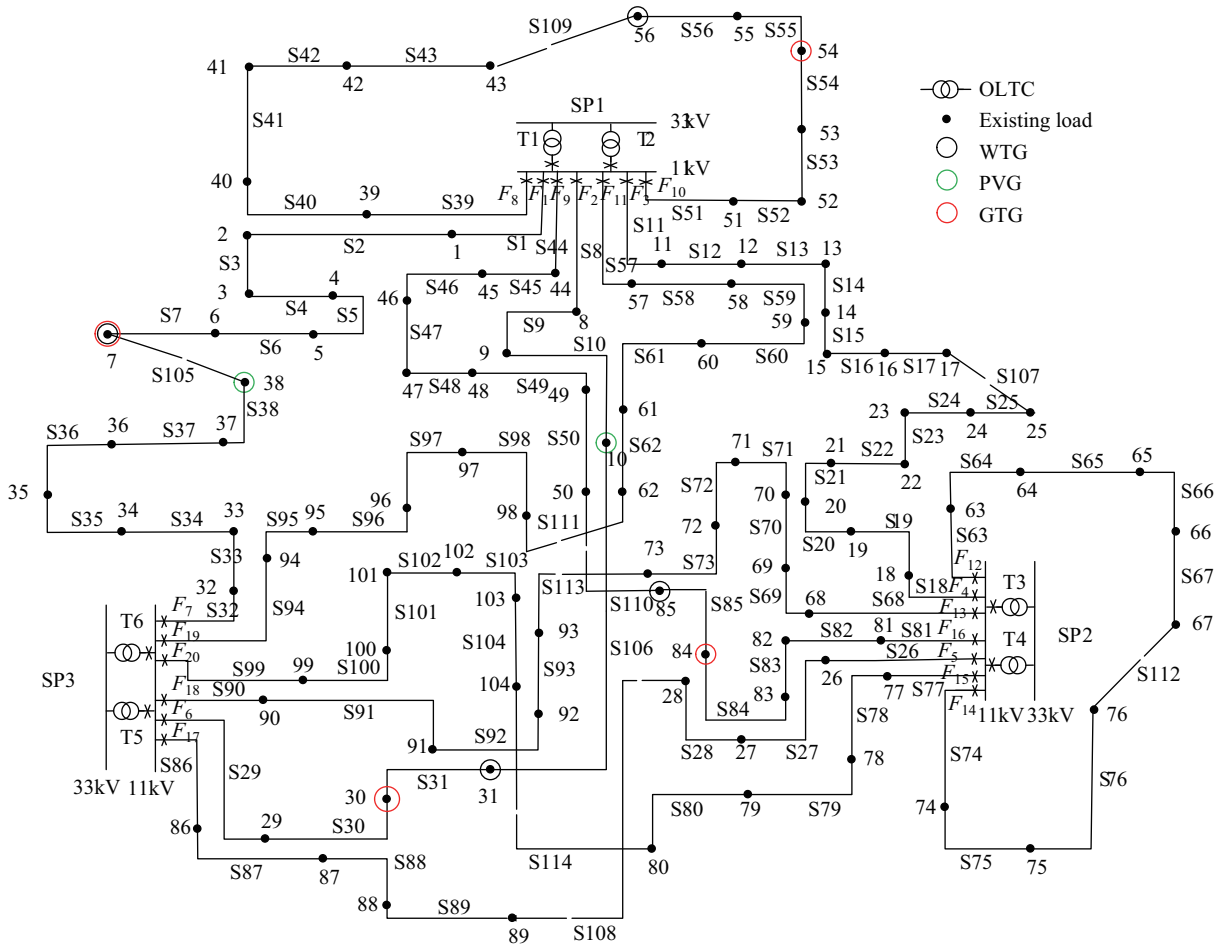 S109
56
S56
55
S55
54
S54
41
S42
42
S43
43
OLTC
Existing load
WTG
PVG
GTG
SP1
33kV
T1
T2
S41
53
S53
11kV
40
S40
39
S39
F8
F1
F9
F2
F11
F3
F10
S51
51
S52
52
2
S2
1
S1
S44
S8
S57
S11
11
S12
12
S13
13
S3
3
S4
4
S5
46
S46
45
S45
44
57
S58
58
S59
S14
14
S7
6
S6
5
S47
S9
8
59
S15
7
S105
9
S10
S61
60
S60
15
S16
16
S17
17
38
47
S48
48
S49
49
S107
S38
61
23
S24
24
S25
25
S36
36
S37
37
S97
97
S98
S50
10
S62
71
S71
21
S22
S23
22
S64
64
S65
65
35
96
50
62
S72
70
S21
20
63
S66
S35
34
S34
33
S95
95
S96
98
S111
72
S70
S20
19
S19
S63
66
S33
94
S102
102
S103
73
S73
69
18
S18
F12
F4
T3
S67
32
S32
F7
101
103
S113
S110
85
S85
S69
68
S68
F13
T6
F19
S94
S101
S104
93
S106
84
82
S82
81
S81
F16
T4
SP2
67
F20
S99
99
S100
100
S93
S83
26
S26
F5
S112
SP3
F18
S90
90
S91
104
92
28
83
77
S77
F15
F14
11kV 33kV
76
F6
T5
F17
91
S92
S84
S28
27
S27
S78
78
S74
S76
33kV 11kV
S86
S29
30
S31
31
S80
79
S79
74
86
29
S30
S87
87
S88
S114
80
S75
75
88
S89
89
S108